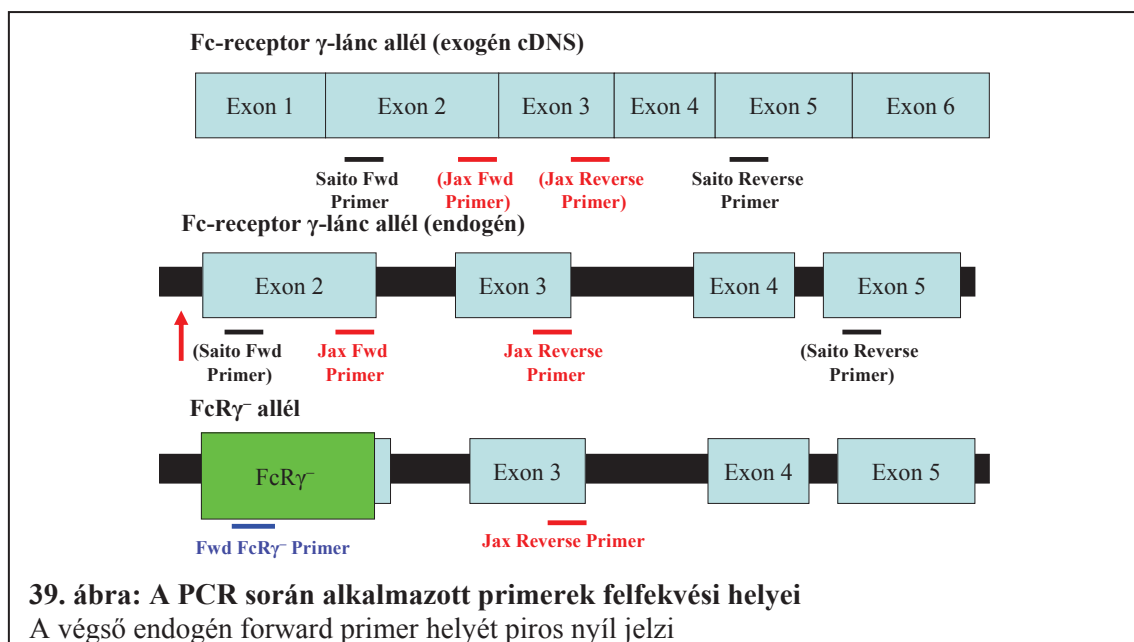 Fc-receptor γ-lánc allél (exogén cDNS)
Exon 1 Exon 2 Exon 3 Exon 4 Exon 5 Exon 6
Saito Fwd (Jax Fwd (Jax Reverse Saito Reverse
Primer Primer) Primer) Primer
Fc-receptor γ-lánc allél (endogén)
Exon 2 Exon 3 Exon 4 Exon 5
(Saito Fwd Jax Fwd Jax Reverse (Saito Reverse
Primer) Primer Primer Primer)
FcRγ⁻ allél
FcRγ⁻ Exon 3 Exon 4 Exon 5
Fwd FcRγ⁻ Primer Jax Reverse Primer
39. ábra: A PCR során alkalmazott primerek felfekvési helyei
A végső endogén forward primer helyét piros nyíl jelzi